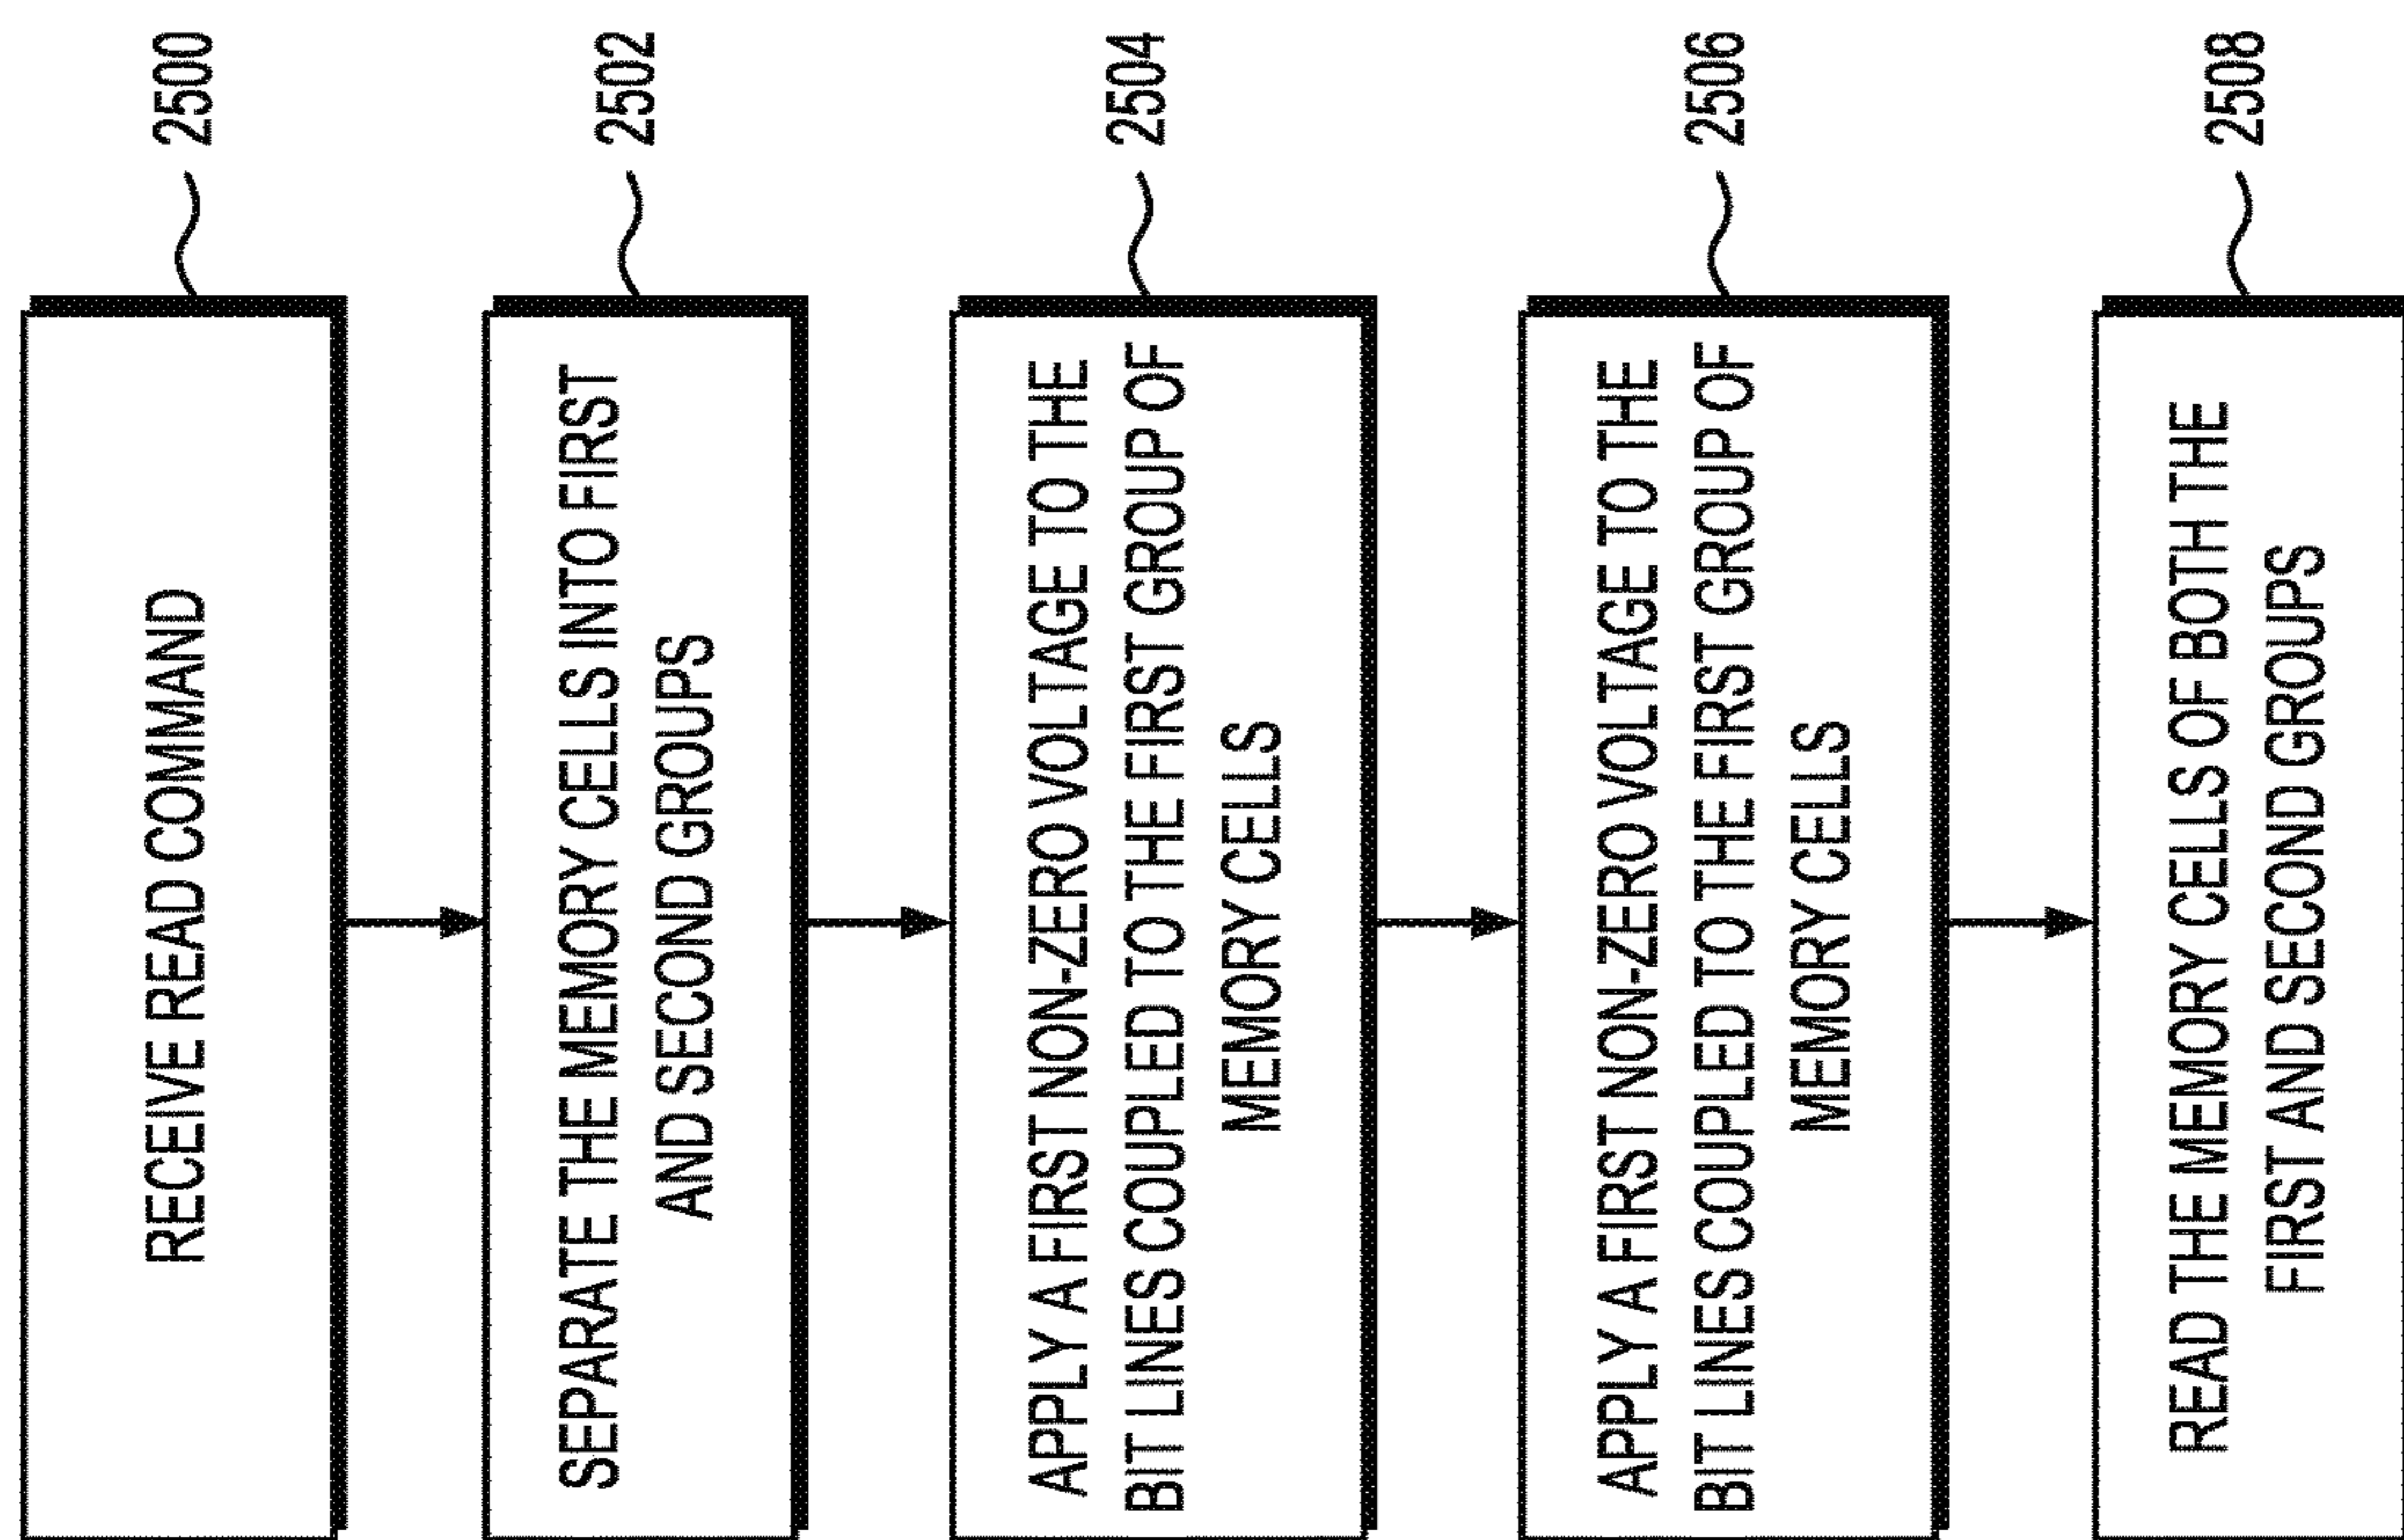 RECEIVE READ COMMAND
2500
SEPARATE THE MEMORY CELLS INTO FIRST
AND SECOND GROUPS
2502
APPLY A FIRST NON-ZERO VOLTAGE TO THE
BIT LINES COUPLED TO THE FIRST GROUP OF
MEMORY CELLS
2504
APPLY A FIRST NON-ZERO VOLTAGE TO THE
BIT LINES COUPLED TO THE FIRST GROUP OF
MEMORY CELLS
2506
READ THE MEMORY CELLS OF BOTH THE
FIRST AND SECOND GROUPS
2508